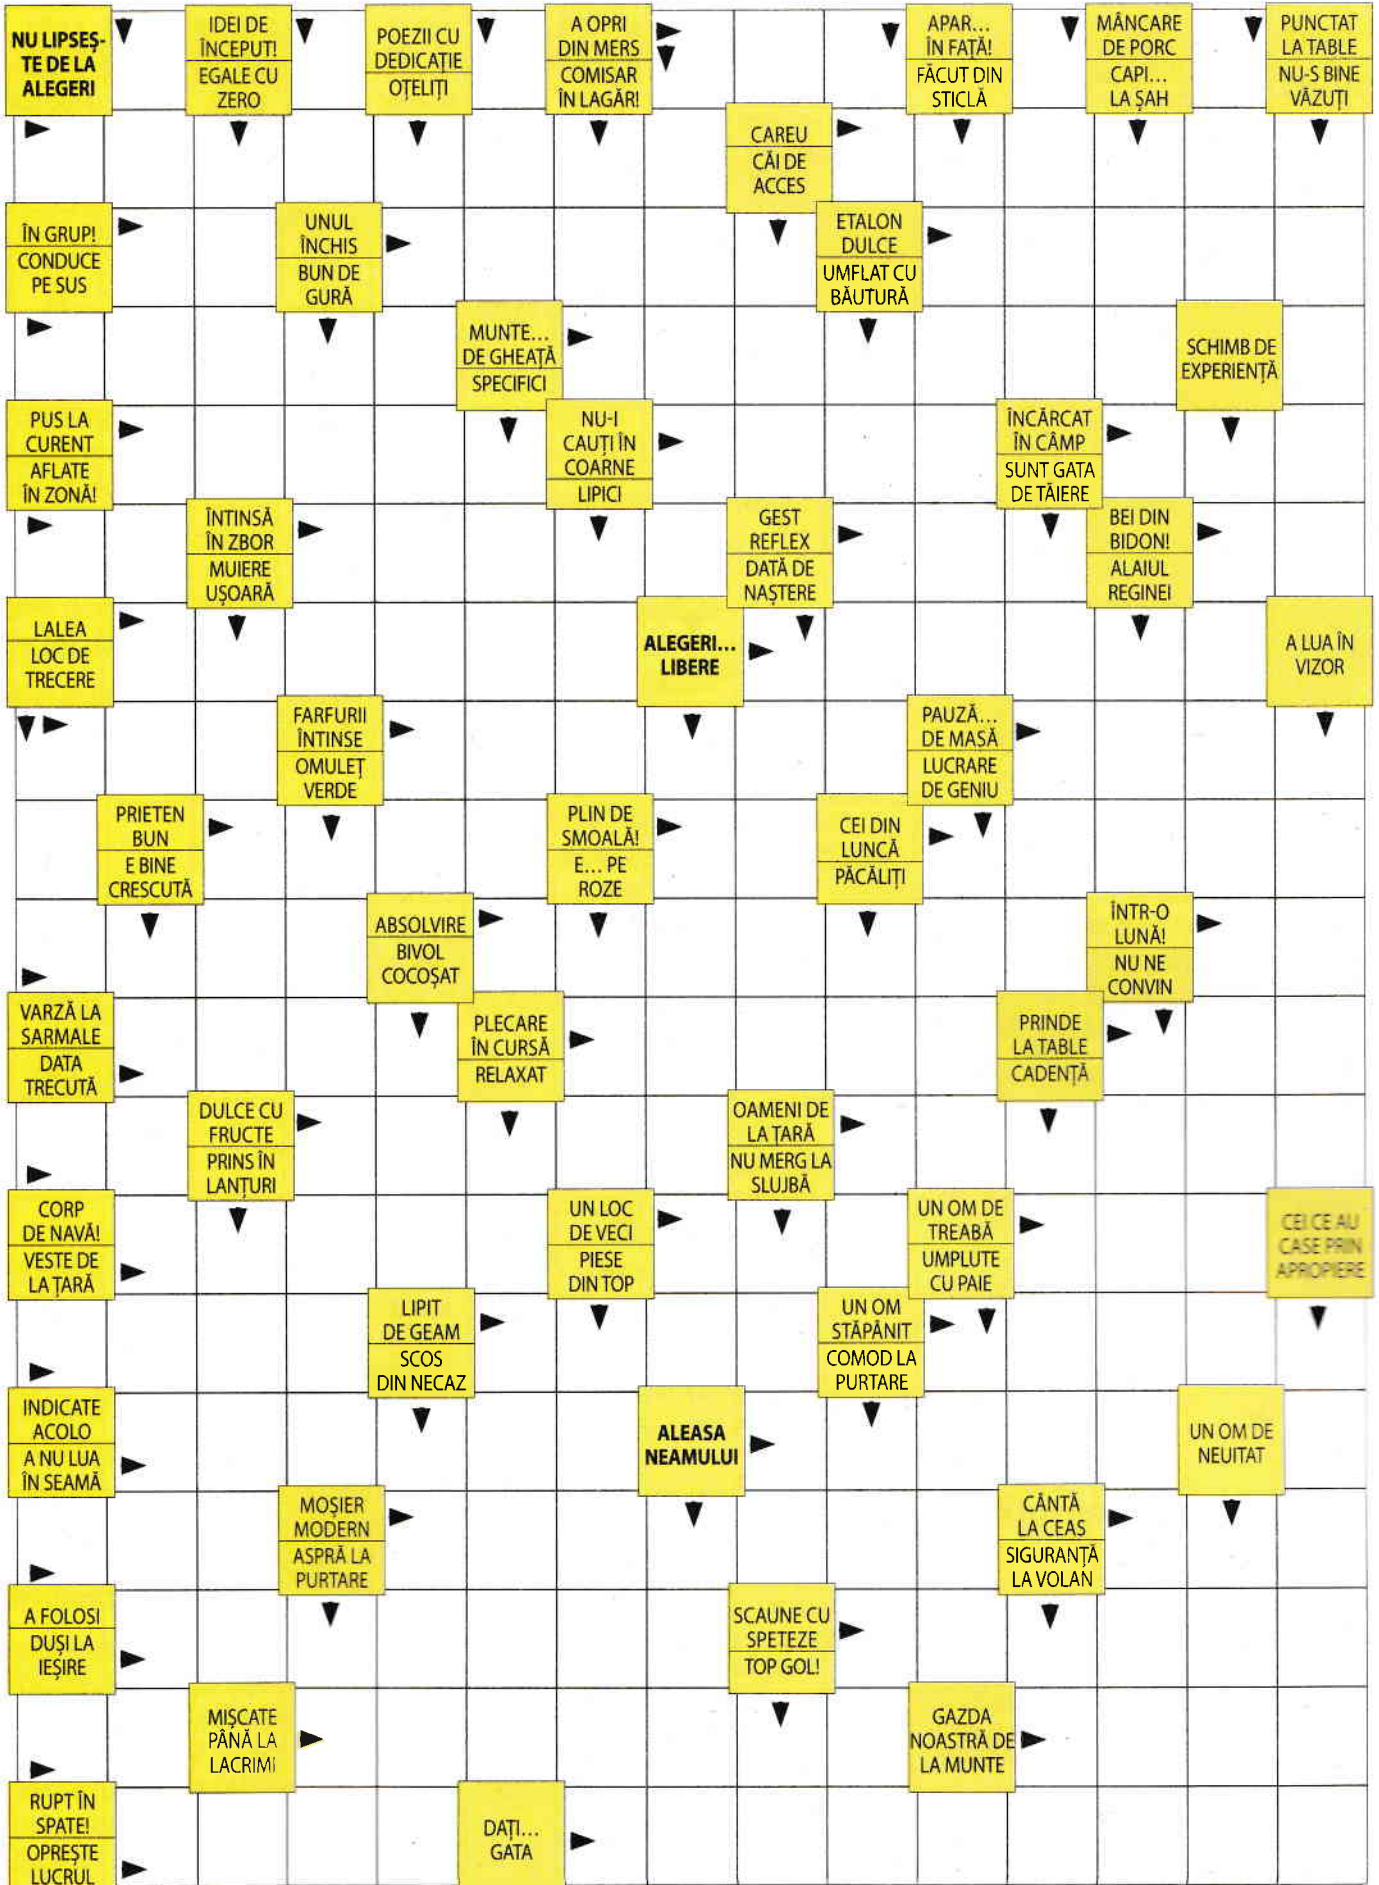 NU LIPSEȘ-
TE DE LA
ALEGERI
IDEI DE
ÎNCEPUT!
EGALE CU
ZERO
POEZII CU
DEDICAȚIE
OȚELIȚI
A OPRI
DIN MERS
COMISAR
ÎN LAGĂR!
APAR...
ÎN FAȚĂ!
FĂCUT DIN
STICLĂ
MÂNCARE
DE PORC
CAPI...
LA ȘAH
PUNCTAT
LA TABLE
NU-S BINE
VĂZUȚI
CAREU
CĂI DE
ACCES
ÎN GRUP!
CONDUCE
PE SUS
UNUL
ÎNCHIS
BUN DE
GURĂ
ETALON
DULCE
UMFLAT CU
BĂUTURĂ
MUNTE...
DE GHEAȚĂ
SPECIFICI
SCHIMB DE
EXPERIENȚĂ
PUS LA
CURENT
AFLATE
ÎN ZONĂ!
NU-I
CAUȚI ÎN
COARNE
LIPICI
ÎNCĂRCAT
ÎN CÂMP
SUNT GATA
DE TĂIERE
ÎNTINSĂ
ÎN ZBOR
MUIERE
UȘOARĂ
GEST
REFLEX
DATĂ DE
NAȘTERE
BEI DIN
BIDON!
ALAIUL
REGINEI
LALEA
LOC DE
TRECERE
ALEGERI...
LIBERE
A LUA ÎN
VIZOR
FARFURII
ÎNTINSE
OMULEȚ
VERDE
PAUZĂ...
DE MASĂ
LUCRARE
DE GENIU
PRIETEN
BUN
E BINE
CRESCUTĂ
PLIN DE
SMOALĂ!
E... PE
ROZE
CEI DIN
LUNCĂ
PĂCĂLIȚI
ABSOLVIRE
BIVOL
COCOȘAT
ÎNTR-O
LUNĂ!
NU NE
CONVIN
VARZĂ LA
SARMALE
DATA
TRECUTĂ
PLECARE
ÎN CURSĂ
RELAXAT
PRINDE
LA TABLE
CADENȚĂ
DULCE CU
FRUCTE
PRINS ÎN
LANȚURI
OAMENI DE
LA ȚARĂ
NU MERG LA
SLUJBĂ
CORP
DE NAVĂ!
VESTE DE
LA ȚARĂ
UN LOC
DE VECI
PIESE
DIN TOP
UN OM DE
TREABĂ
UMPLUTE
CU PAIE
CEI CE AU
CASE PRIN
APROPIERE
LIPIT
DE GEAM
SCOS
DIN NECAZ
UN OM
STĂPÂNIT
COMOD LA
PURTARE
INDICATE
ACOLO
A NU LUA
ÎN SEAMĂ
ALEASA
NEAMULUI
UN OM DE
NEUITAT
MOȘIER
MODERN
ASPRĂ LA
PURTARE
CÂNTĂ
LA CEAS
SIGURANȚĂ
LA VOLAN
A FOLOSI
DUȘI LA
IEȘIRE
SCAUNE CU
SPETEZE
TOP GOL!
MIȘCATE
PÂNĂ LA
LACRIMI
GAZDA
NOASTRĂ DE
LA MUNTE
RUPT ÎN
SPATE!
OPREȘTE
LUCRUL
DAȚI...
GATA